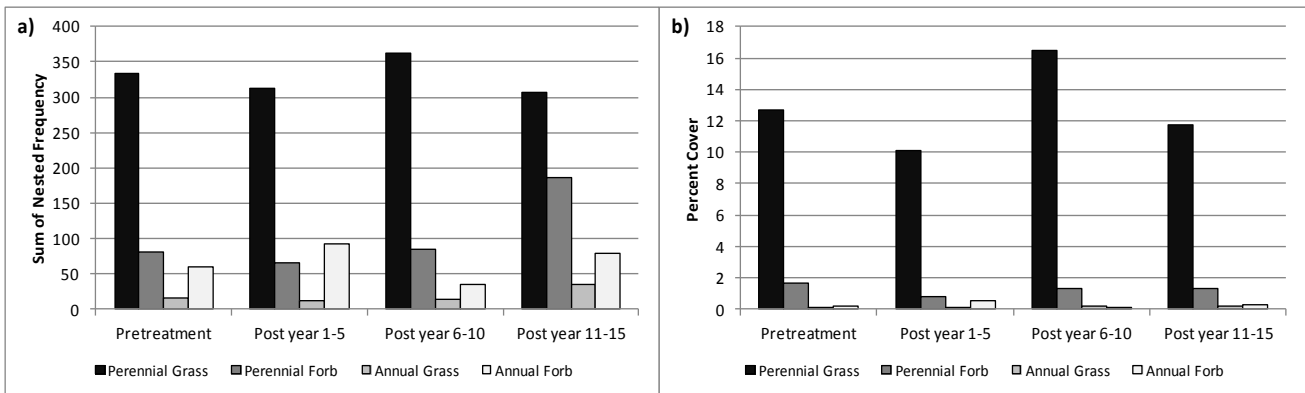 a)
Sum of Nested Frequency
400
350
300
250
200
150
100
50
0
Pretreatment Post year 1-5 Post year 6-10 Post year 11-15
Perennial Grass Perennial Forb Annual Grass Annual Forb
b)
Percent Cover
18
16
14
12
10
8
6
4
2
0
Pretreatment Post year 1-5 Post year 6-10 Post year 11-15
Perennial Grass Perennial Forb Annual Grass Annual Forb